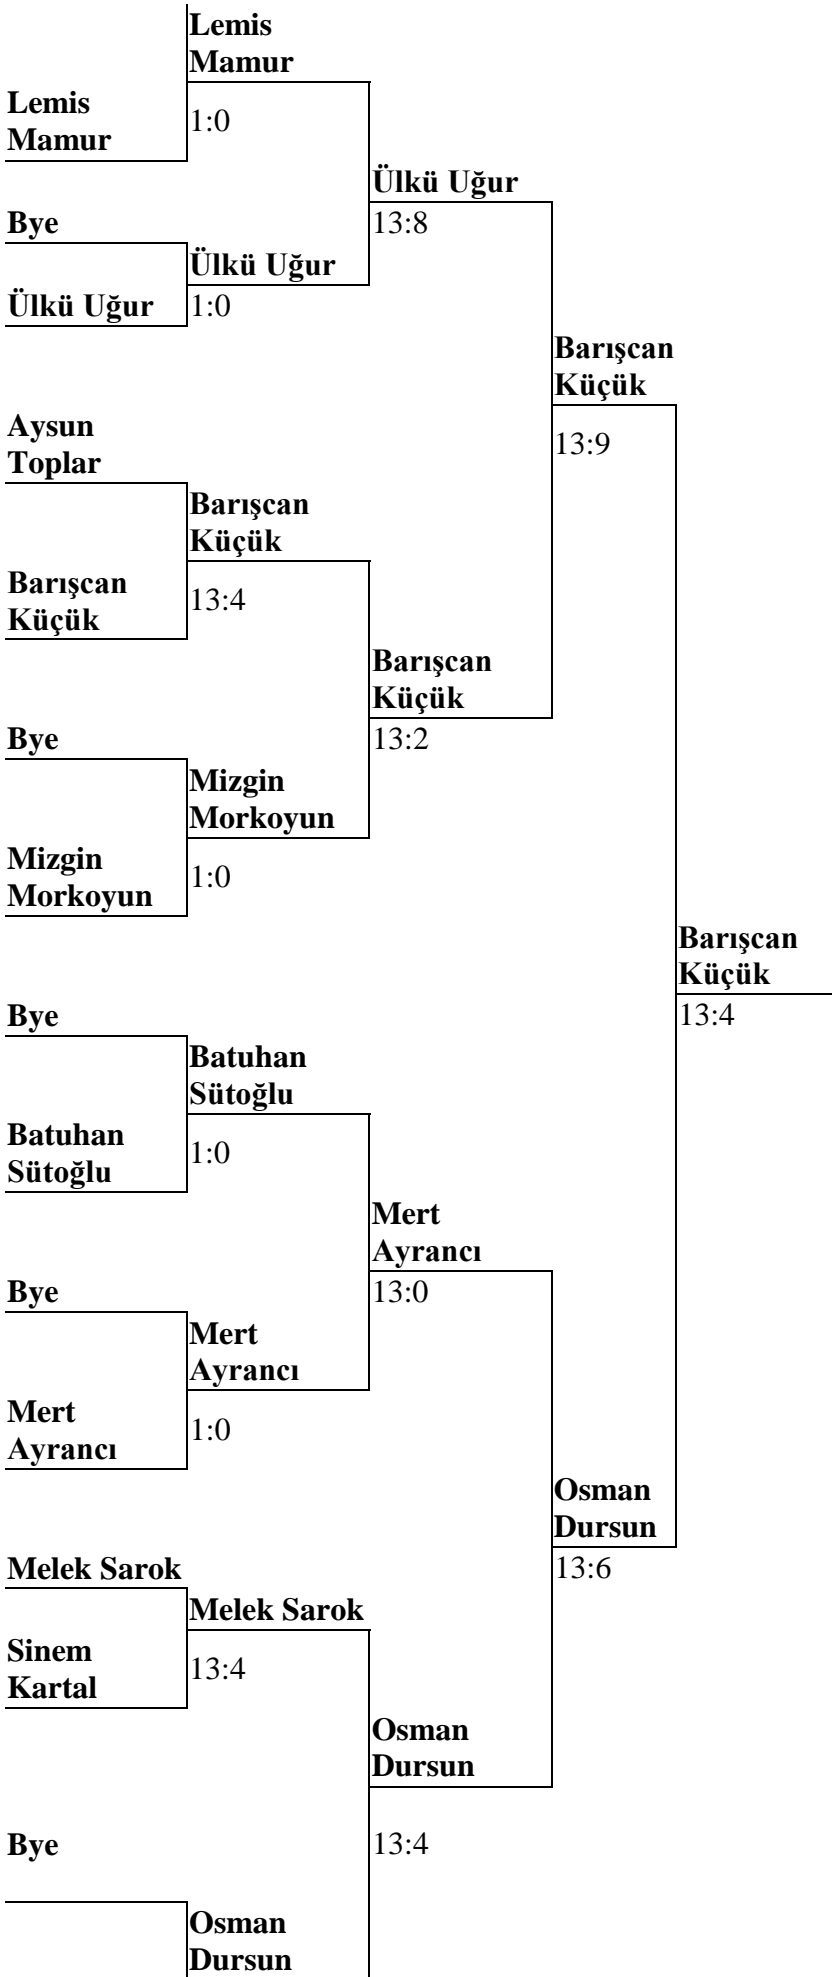 Lemis
Mamur
Lemis
Mamur
1:0
Ülkü Uğur
Bye
13:8
Ülkü Uğur
Ülkü Uğur
1:0
Barışcan
Küçük
Aysun
Toplar
13:9
Barışcan
Küçük
Barışcan
Küçük
13:4
Barışcan
Küçük
Bye
13:2
Mizgin
Morkoyun
Mizgin
Morkoyun
1:0
Barışcan
Küçük
Bye
13:4
Batuhan
Sütoğlu
Batuhan
Sütoğlu
1:0
Mert
Ayrancı
Bye
13:0
Mert
Ayrancı
Mert
Ayrancı
1:0
Osman
Dursun
Melek Sarok
13:6
Melek Sarok
Sinem
Kartal
13:4
Osman
Dursun
Bye
13:4
Osman
Dursun